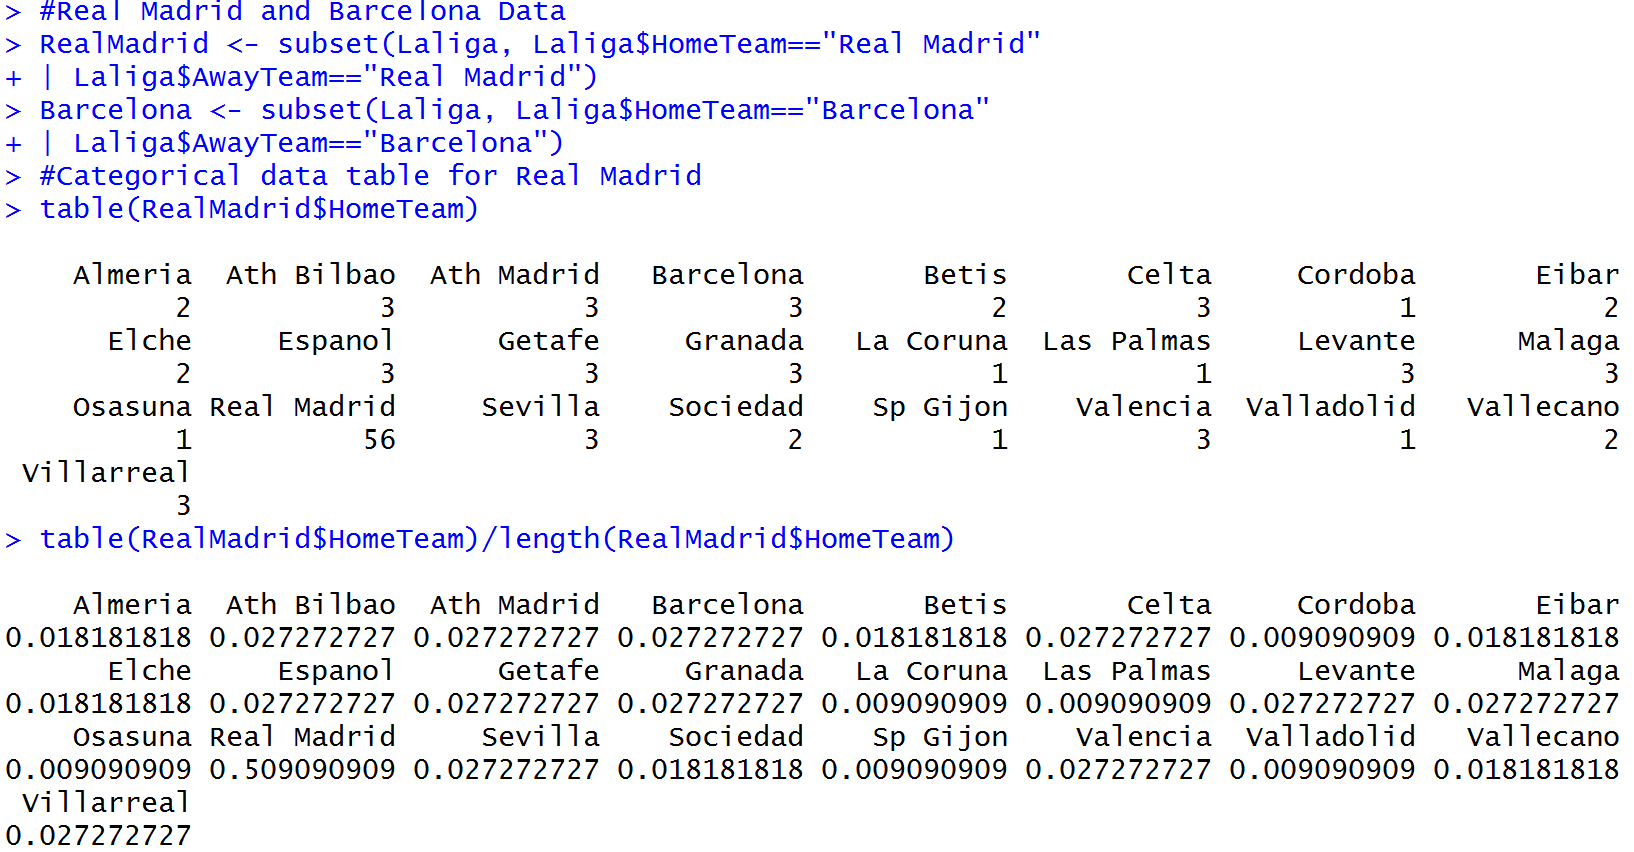 > #Real Madrid and Barcelona Data
> RealMadrid <- subset(Laliga, Laliga$HomeTeam=="Real Madrid"
+ | Laliga$AwayTeam=="Real Madrid")
> Barcelona <- subset(Laliga, Laliga$HomeTeam=="Barcelona"
+ | Laliga$AwayTeam=="Barcelona")
> #Categorical data table for Real Madrid
> table(RealMadrid$HomeTeam)
Almeria Ath Bilbao Ath Madrid Barcelona Betis Celta Cordoba Eibar
2 3 3 3 2 3 1 2
Elche Espanol Getafe Granada La Coruna Las Palmas Levante Malaga
2 3 3 3 1 1 3 3
Osasuna Real Madrid Sevilla Sociedad Sp Gijon Valencia Valladolid Vallecano
1 56 3 2 1 3 1 2
Villarreal
3
> table(RealMadrid$HomeTeam)/length(RealMadrid$HomeTeam)
Almeria Ath Bilbao Ath Madrid Barcelona Betis Celta Cordoba Eibar
0.018181818 0.027272727 0.027272727 0.027272727 0.018181818 0.027272727 0.009090909 0.018181818
Elche Espanol Getafe Granada La Coruna Las Palmas Levante Malaga
0.018181818 0.027272727 0.027272727 0.027272727 0.009090909 0.009090909 0.027272727 0.027272727
Osasuna Real Madrid Sevilla Sociedad Sp Gijon Valencia Valladolid Vallecano
0.009090909 0.509090909 0.027272727 0.018181818 0.009090909 0.027272727 0.009090909 0.018181818
Villarreal
0.027272727